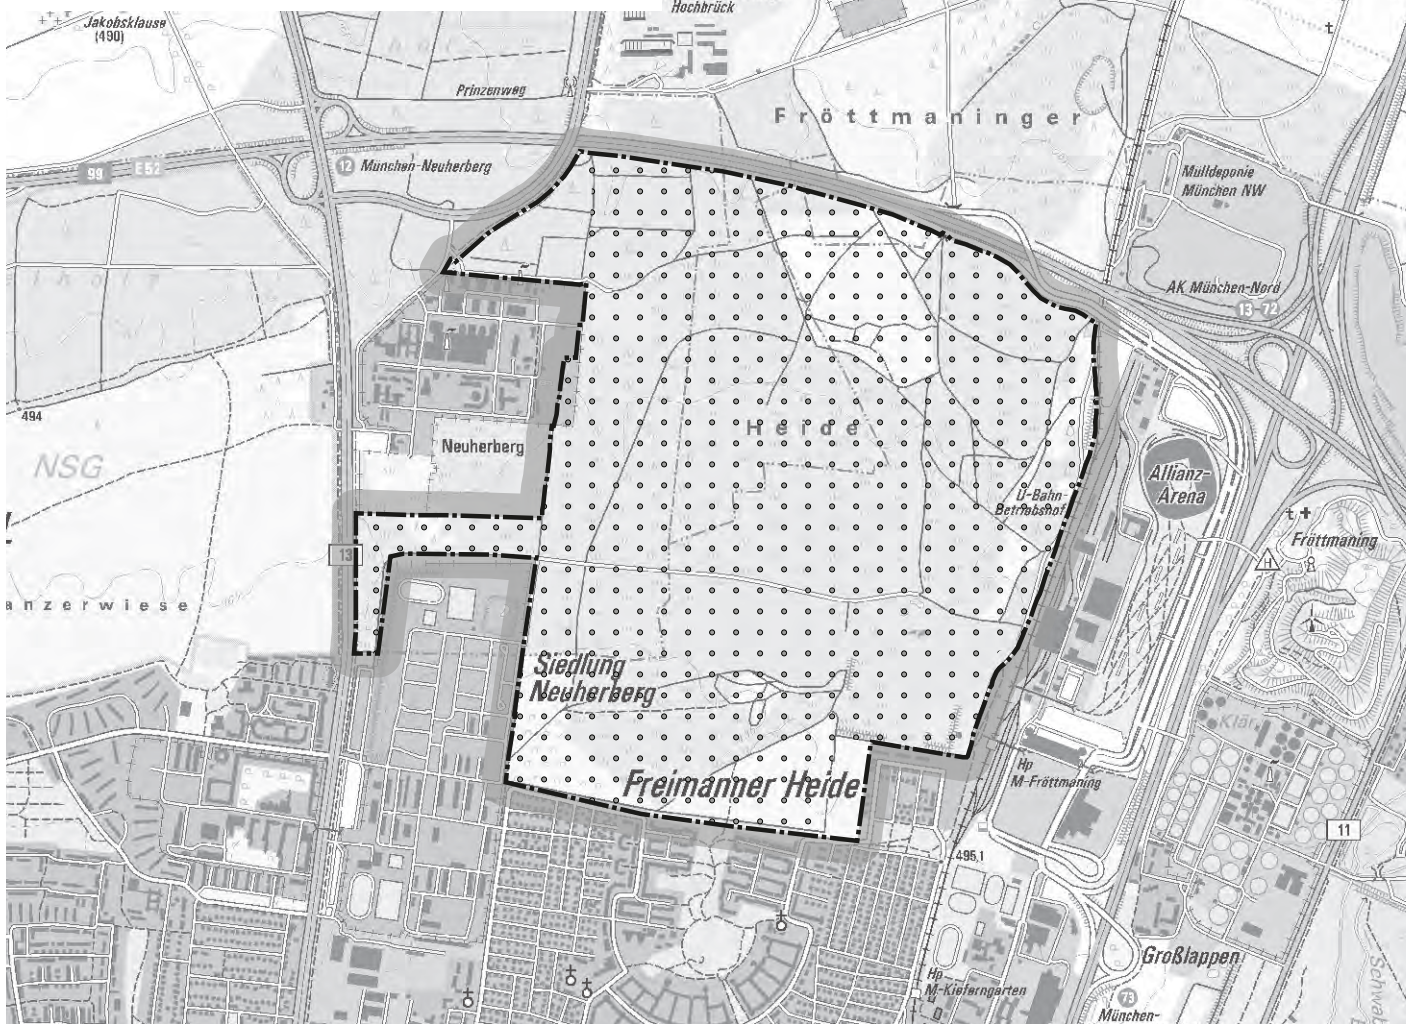 Hochbrück
Jakobsklause
(490)
Prinzenweg
Fröttmaninger
99
E 52
12
München-Neuherberg
Mülldeponie
München NW
AK München-Nord
13-72
494
NSG
Neuherberg
Heide
Allianz-
Arena
U-Bahn-
Betriebshof
Fröttmaning
13
H
anzerwiese
Siedlung
Neuherberg
Freimanner Heide
Klär
Hp
M-Fröttmaning
11
495,1
Großlappen
Hp
M-Kieferngarten
73
München-
Schwab